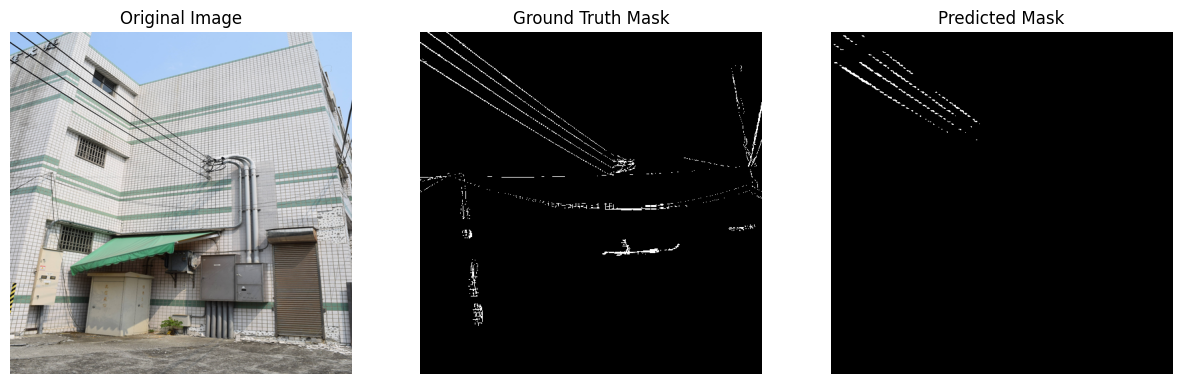 Original Image
Ground Truth Mask
Predicted Mask